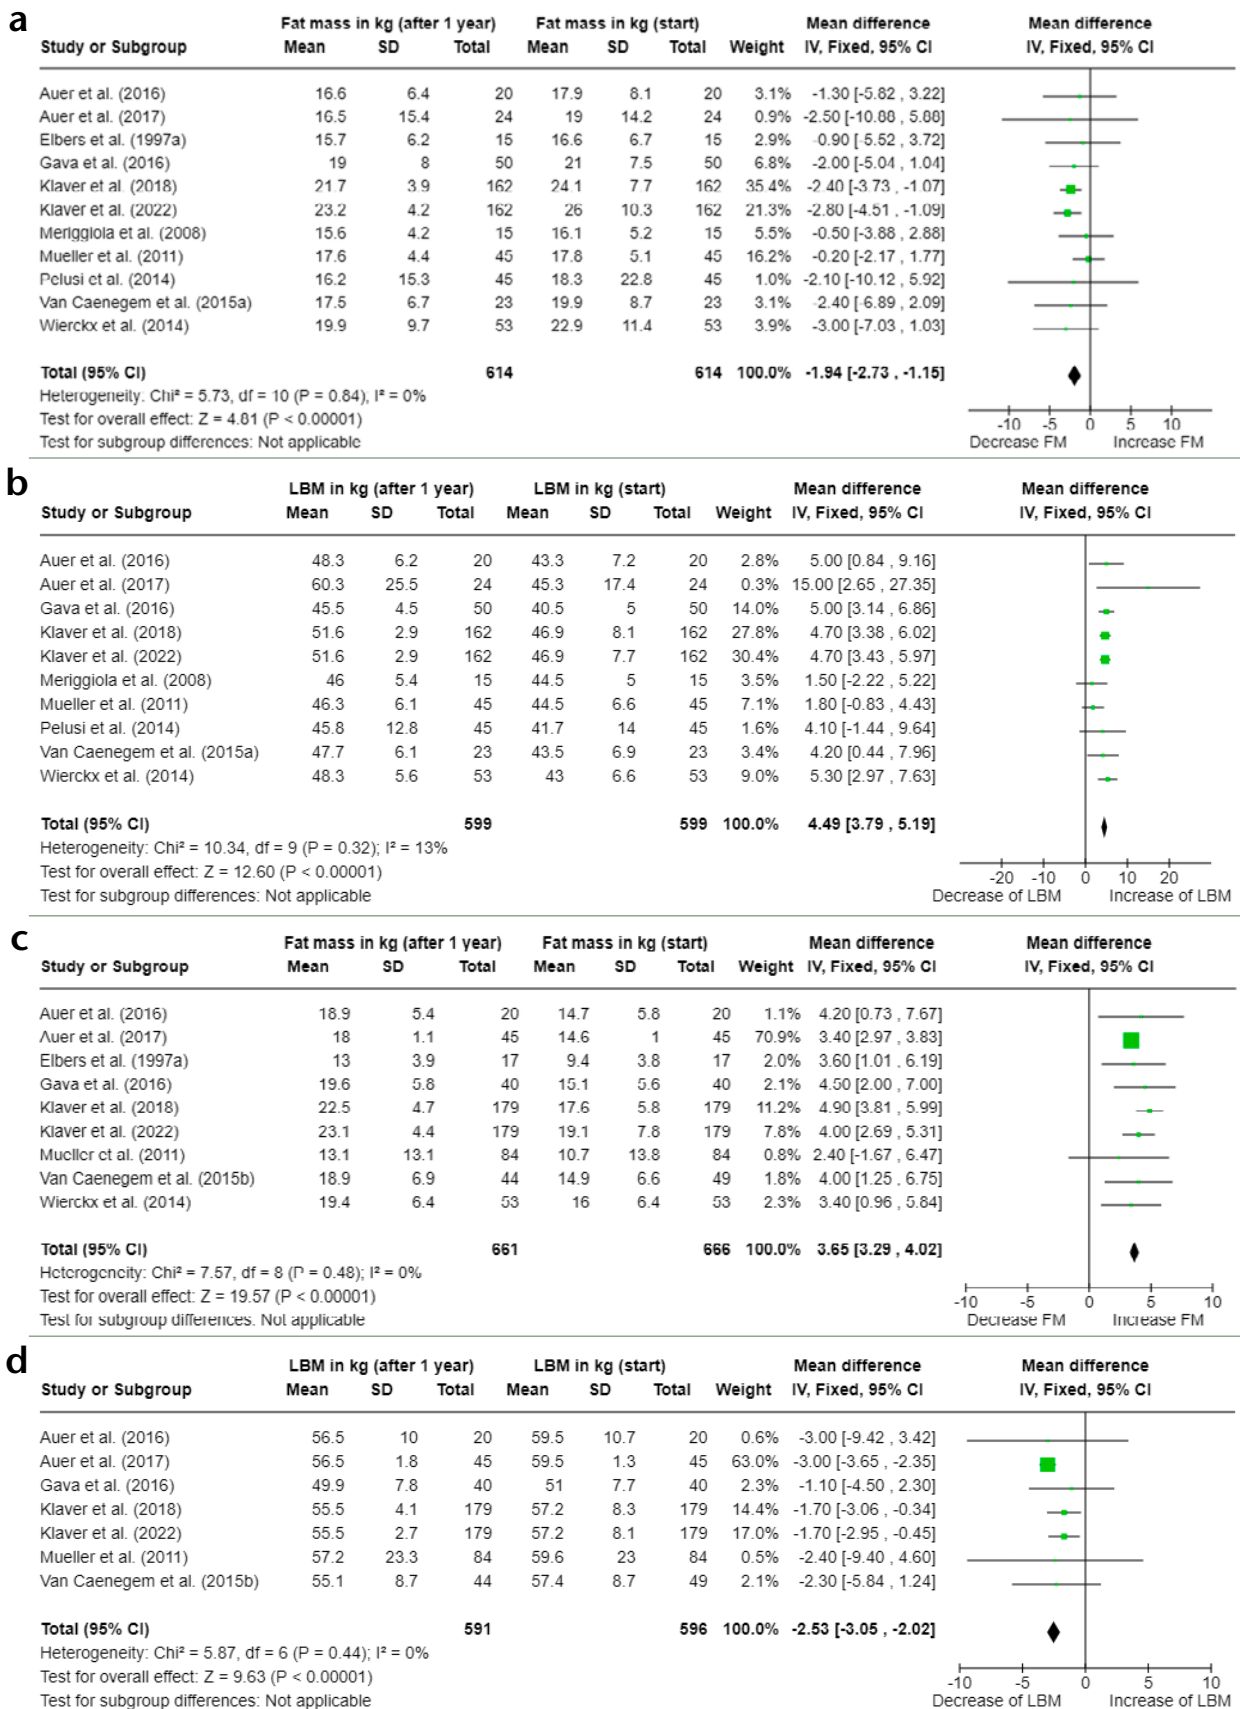 a
Fat mass in kg (after 1 year) Fat mass in kg (start) Mean difference Mean difference
Study or Subgroup Mean SD Total Mean SD Total Weight IV, Fixed, 95% CI IV, Fixed, 95% CI
Auer et al. (2016) 16.6 6.4 20 17.9 8.1 20 3.1% -1.30 [-5.82 , 3.22]
Auer et al. (2017) 16.5 15.4 24 19 14.2 24 0.9% -2.50 [-10.88 , 5.88]
Elbers et al. (1997a) 15.7 6.2 15 16.6 6.7 15 2.9% -0.90 [-5.52 , 3.72]
Gava et al. (2016) 19 8 50 21 7.5 50 6.8% -2.00 [-5.04 , 1.04]
Klaver et al. (2018) 21.7 3.9 162 24.1 7.7 162 35.4% -2.40 [-3.73 , -1.07]
Klaver et al. (2022) 23.2 4.2 162 26 10.3 162 21.3% -2.80 [-4.51 , -1.09]
Meriggiola et al. (2008) 15.6 4.2 15 16.1 5.2 15 5.5% -0.50 [-3.88 , 2.88]
Mueller et al. (2011) 17.6 4.4 45 17.8 5.1 45 16.2% -0.20 [-2.17 , 1.77]
Pelusi et al. (2014) 16.2 15.3 45 18.3 22.8 45 1.0% -2.10 [-10.12 , 5.92]
Van Caenegem et al. (2015a) 17.5 6.7 23 19.9 8.7 23 3.1% -2.40 [-6.89 , 2.09]
Wierckx et al. (2014) 19.9 9.7 53 22.9 11.4 53 3.9% -3.00 [-7.03 , 1.03]
Total (95% CI) 614 614 100.0% -1.94 [-2.73 , -1.15]
Heterogeneity: Chi² = 5.73, df = 10 (P = 0.84); I² = 0%
Test for overall effect: Z = 4.81 (P < 0.00001)
Test for subgroup differences: Not applicable
-10 -5 0 5 10
Decrease FM Increase FM
b
LBM in kg (after 1 year) LBM in kg (start) Mean difference Mean difference
Study or Subgroup Mean SD Total Mean SD Total Weight IV, Fixed, 95% CI IV, Fixed, 95% CI
Auer et al. (2016) 48.3 6.2 20 43.3 7.2 20 2.8% 5.00 [0.84 , 9.16]
Auer et al. (2017) 60.3 25.5 24 45.3 17.4 24 0.3% 15.00 [2.65 , 27.35]
Gava et al. (2016) 45.5 4.5 50 40.5 5 50 14.0% 5.00 [3.14 , 6.86]
Klaver et al. (2018) 51.6 2.9 162 46.9 8.1 162 27.8% 4.70 [3.38 , 6.02]
Klaver et al. (2022) 51.6 2.9 162 46.9 7.7 162 30.4% 4.70 [3.43 , 5.97]
Meriggiola et al. (2008) 46 5.4 15 44.5 5 15 3.5% 1.50 [-2.22 , 5.22]
Mueller et al. (2011) 46.3 6.1 45 44.5 6.6 45 7.1% 1.80 [-0.83 , 4.43]
Pelusi et al. (2014) 45.8 12.8 45 41.7 14 45 1.6% 4.10 [-1.44 , 9.64]
Van Caenegem et al. (2015a) 47.7 6.1 23 43.5 6.9 23 3.4% 4.20 [0.44 , 7.96]
Wierckx et al. (2014) 48.3 5.6 53 43 6.6 53 9.0% 5.30 [2.97 , 7.63]
Total (95% CI) 599 599 100.0% 4.49 [3.79 , 5.19]
Heterogeneity: Chi² = 10.34, df = 9 (P = 0.32); I² = 13%
Test for overall effect: Z = 12.60 (P < 0.00001)
Test for subgroup differences: Not applicable
-20 -10 0 10 20
Decrease of LBM Increase of LBM
c
Fat mass in kg (after 1 year) Fat mass in kg (start) Mean difference Mean difference
Study or Subgroup Mean SD Total Mean SD Total Weight IV, Fixed, 95% CI IV, Fixed, 95% CI
Auer et al. (2016) 18.9 5.4 20 14.7 5.8 20 1.1% 4.20 [0.73 , 7.67]
Auer et al. (2017) 18 1.1 45 14.6 1 45 70.9% 3.40 [2.97 , 3.83]
Elbers et al. (1997a) 13 3.9 17 9.4 3.8 17 2.0% 3.60 [1.01 , 6.19]
Gava et al. (2016) 19.6 5.8 40 15.1 5.6 40 2.1% 4.50 [2.00 , 7.00]
Klaver et al. (2018) 22.5 4.7 179 17.6 5.8 179 11.2% 4.90 [3.81 , 5.99]
Klaver et al. (2022) 23.1 4.4 179 19.1 7.8 179 7.8% 4.00 [2.69 , 5.31]
Mueller et al. (2011) 13.1 13.1 84 10.7 13.8 84 0.8% 2.40 [-1.67 , 6.47]
Van Caenegem et al. (2015b) 18.9 6.9 44 14.9 6.6 49 1.8% 4.00 [1.25 , 6.75]
Wierckx et al. (2014) 19.4 6.4 53 16 6.4 53 2.3% 3.40 [0.96 , 5.84]
Total (95% CI) 661 666 100.0% 3.65 [3.29 , 4.02]
Heterogeneity: Chi² = 7.57, df = 8 (P = 0.48); I² = 0%
Test for overall effect: Z = 19.57 (P < 0.00001)
Test for subgroup differences: Not applicable
-10 -5 0 5 10
Decrease FM Increase FM
d
LBM in kg (after 1 year) LBM in kg (start) Mean difference Mean difference
Study or Subgroup Mean SD Total Mean SD Total Weight IV, Fixed, 95% CI IV, Fixed, 95% CI
Auer et al. (2016) 56.5 10 20 59.5 10.7 20 0.6% -3.00 [-9.42 , 3.42]
Auer et al. (2017) 56.5 1.8 45 59.5 1.3 45 63.0% -3.00 [-3.65 , -2.35]
Gava et al. (2016) 49.9 7.8 40 51 7.7 40 2.3% -1.10 [-4.50 , 2.30]
Klaver et al. (2018) 55.5 4.1 179 57.2 8.3 179 14.4% -1.70 [-3.06 , -0.34]
Klaver et al. (2022) 55.5 2.7 179 57.2 8.1 179 17.0% -1.70 [-2.95 , -0.45]
Mueller et al. (2011) 57.2 23.3 84 59.6 23 84 0.5% -2.40 [-9.40 , 4.60]
Van Caenegem et al. (2015b) 55.1 8.7 44 57.4 8.7 49 2.1% -2.30 [-5.84 , 1.24]
Total (95% CI) 591 596 100.0% -2.53 [-3.05 , -2.02]
Heterogeneity: Chi² = 5.87, df = 6 (P = 0.44); I² = 0%
Test for overall effect: Z = 9.63 (P < 0.00001)
Test for subgroup differences: Not applicable
-10 -5 0 5 10
Decrease of LBM Increase of LBM